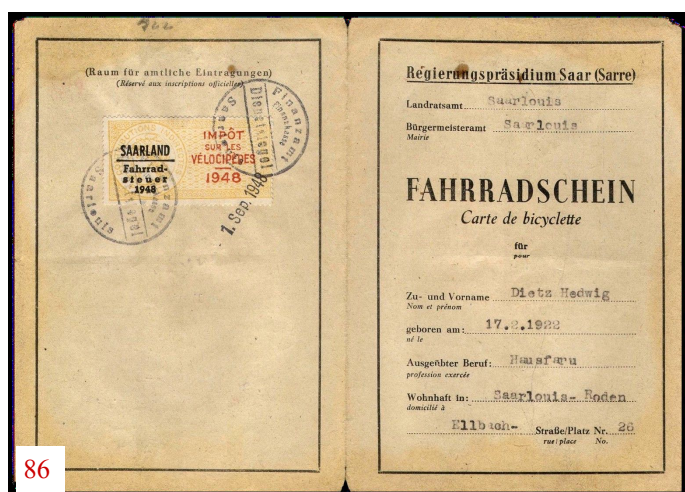 (Raum für amtliche Eintragungen)
(Réservé aux inscriptions officielles)
SAARLAND
Fahrrad-
steuer
1948
IMPÔT
SUR LES
VÉLOCIPÈDES
1948
Finanzamt
Dienstsiegel
1. Sep. 1948
86
Regierungspräsidium Saar (Sarre)
Landratsamt Saarlouis
Bürgermeisteramt Saarlouis
Mairie
FAHRRADSCHEIN
Carte de bicyclette
für
pour
Zu- und Vorname Dietz Hedwig
Nom et prénom
geboren am: 17.2.1922
né le
Ausgeübter Beruf: Hausfaru
profession exercée
Wohnhaft in: Saarlouis- Roden
domicilié à
Ellbach- Straße/Platz Nr. 26
rue/place No.